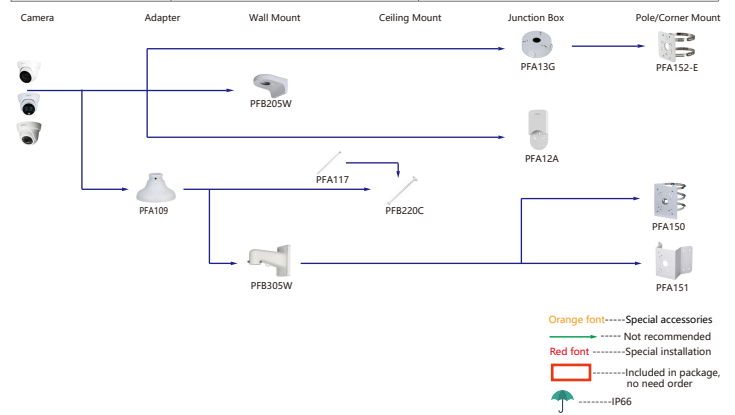 Camera Adapter Wall Mount Ceiling Mount Junction Box Pole/Corner Mount
PFA13G
PFA152-E
PFB205W
PFA12A
PFA117
PFA109
PFB220C
PFA150
PFB305W
PFA151
Orange font-----Special accessories
---- Not recommended
Red font -------Special installation
-------Included in package,
no need order
--------IP66